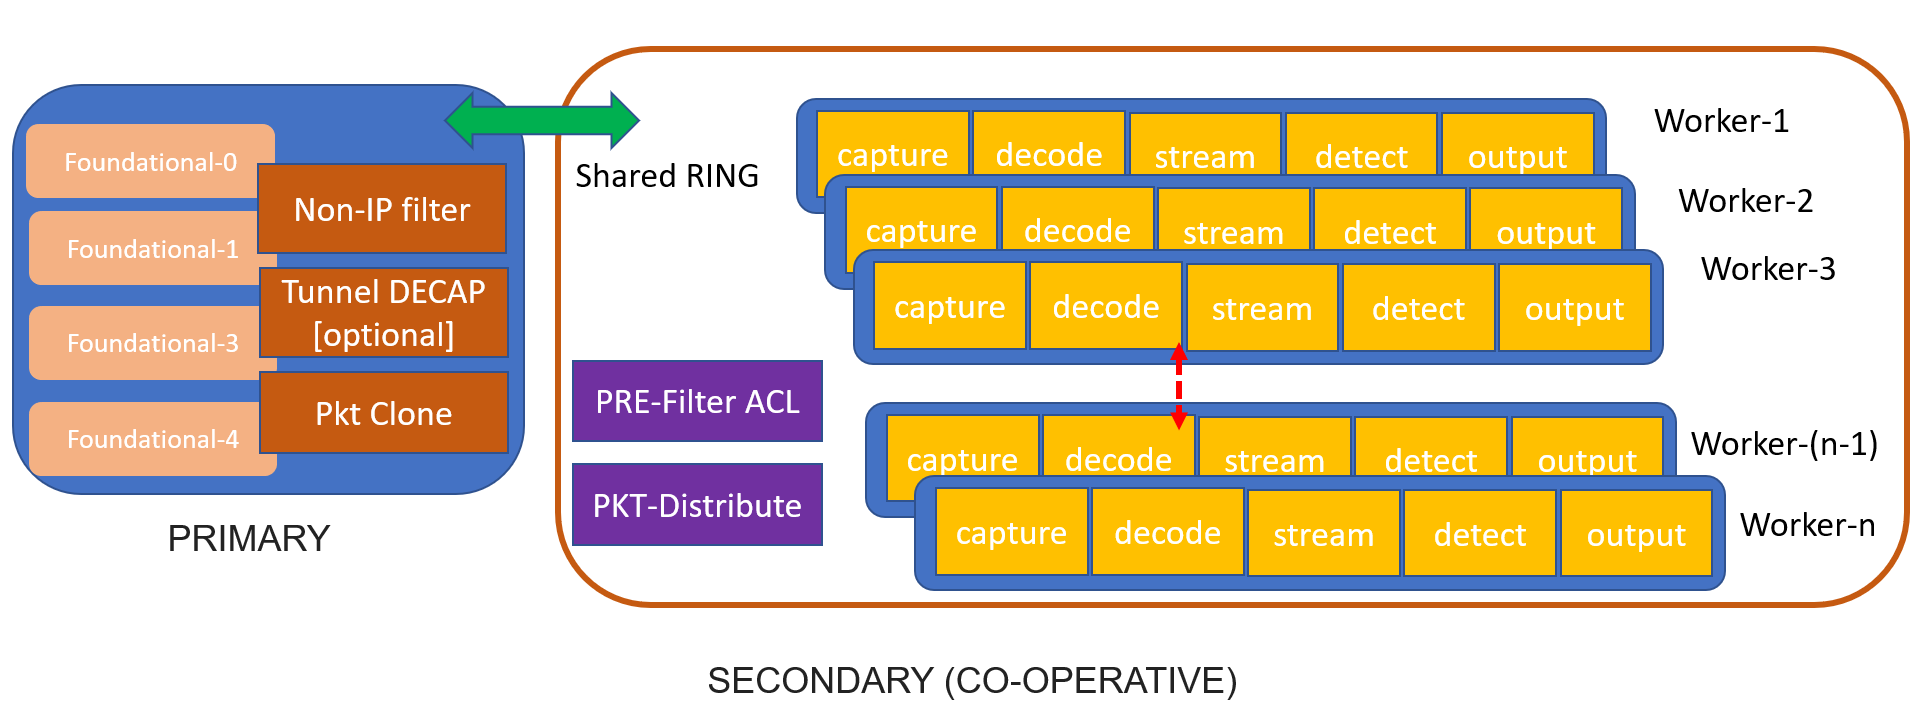 Foundational-0
Foundational-1
Foundational-3
Foundational-4
Non-IP filter
Tunnel DECAP
[optional]
Pkt Clone
PRIMARY
Shared RING
PRE-Filter ACL
PKT-Distribute
capture decode stream detect output
Worker-1
capture decode stream detect output
Worker-2
capture decode stream detect output
Worker-3
capture decode stream detect output
Worker-(n-1)
capture decode stream detect output
Worker-n
SECONDARY (CO-OPERATIVE)